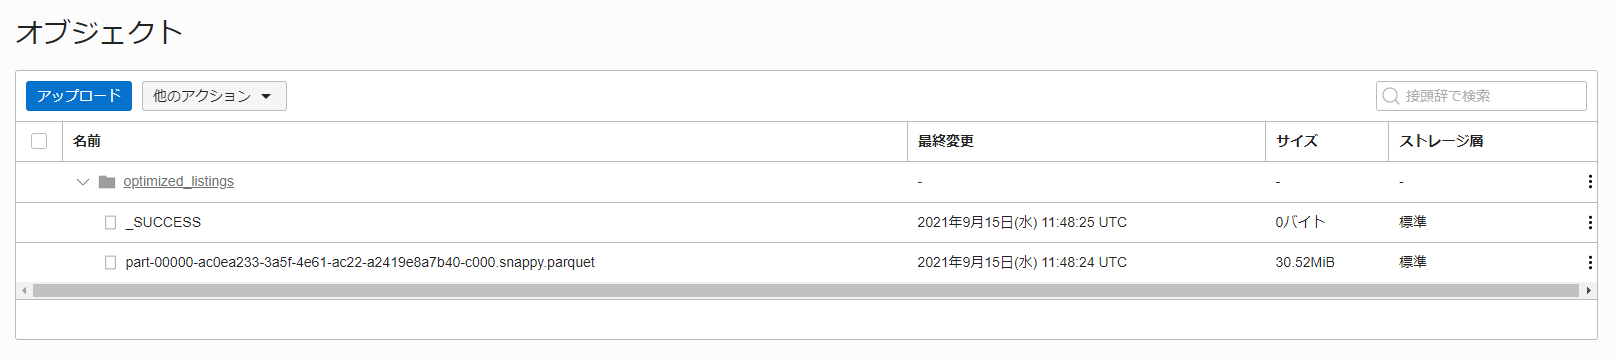 オブジェクト
アップロード 他のアクション 接頭辞で検索
名前 最終変更 サイズ ストレージ層
optimized_listings - - -
_SUCCESS 2021年9月15日(水) 11:48:25 UTC 0バイト 標準
part-00000-ac0ea233-3a5f-4e61-ac22-a2419e8a7b40-c000.snappy.parquet 2021年9月15日(水) 11:48:24 UTC 30.52MiB 標準